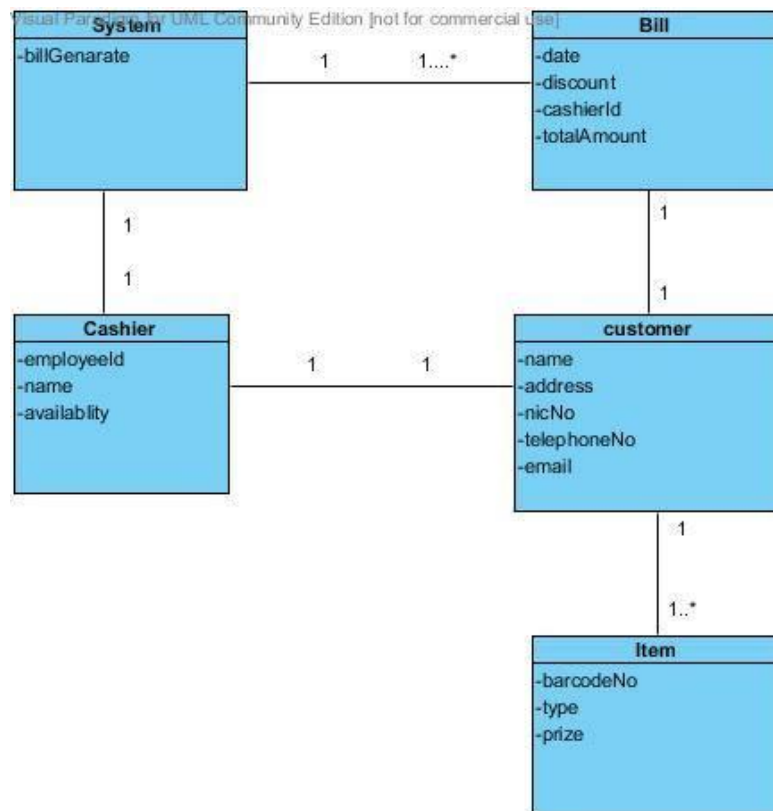 Visual Paradigm for UML Community Edition [not for commercial use]
System
-billGenarate
1
1....*
Bill
-date
-discount
-cashierId
-totalAmount
1
1
1
1
Cashier
-employeeId
-name
-availablity
1
1
customer
-name
-address
-nicNo
-telephoneNo
-email
1
1..*
Item
-barcodeNo
-type
-prize